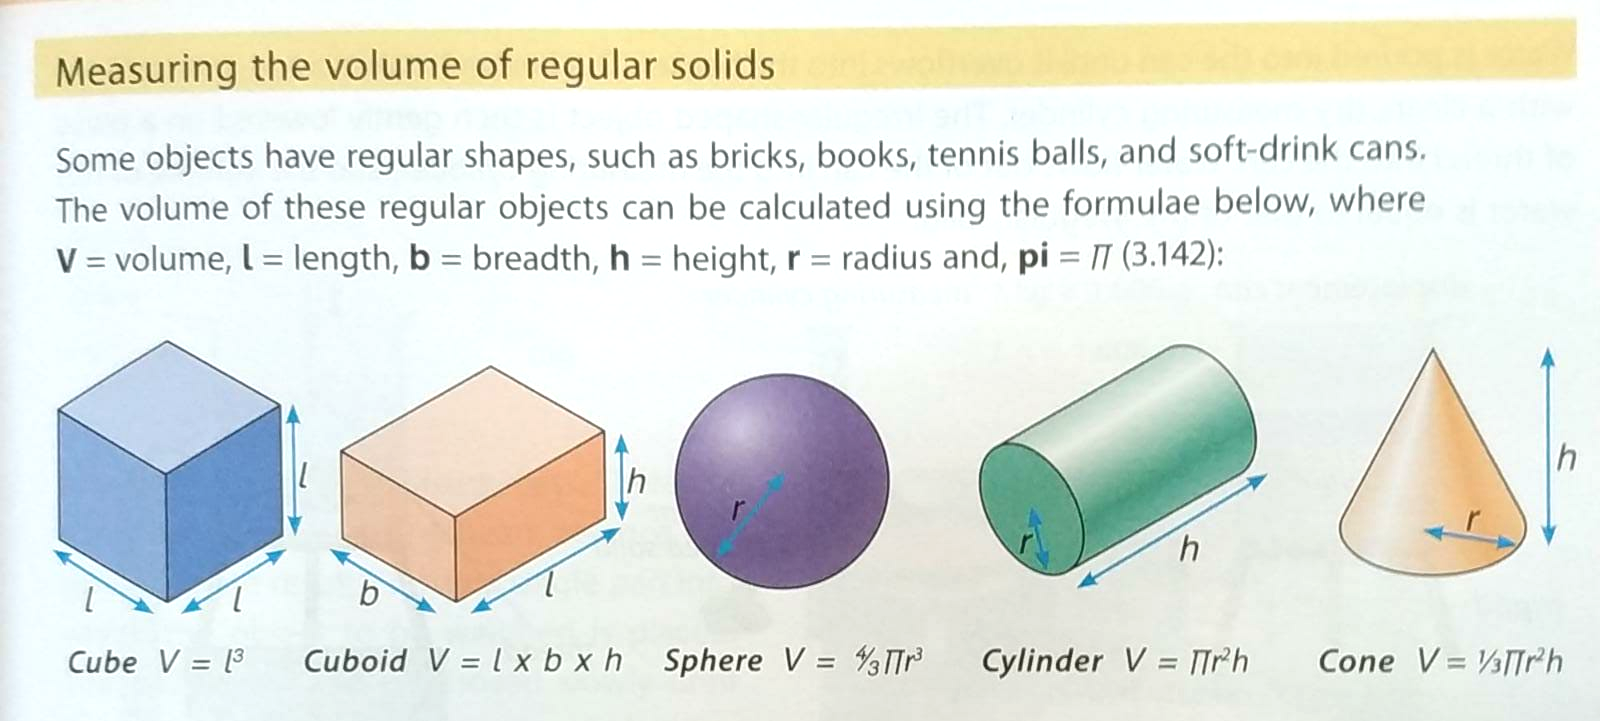 Measuring the volume of regular solids
Some objects have regular shapes, such as bricks, books, tennis balls, and soft-drink cans.
The volume of these regular objects can be calculated using the formulae below, where
V = volume, l = length, b = breadth, h = height, r = radius and, pi = Π (3.142):
l
l
l
h
b
l
r
r
h
r
h
Cube V = l³
Cuboid V = l x b x h
Sphere V = ⁴⁄₃Πr³
Cylinder V = Πr²h
Cone V = ⅓Πr²h